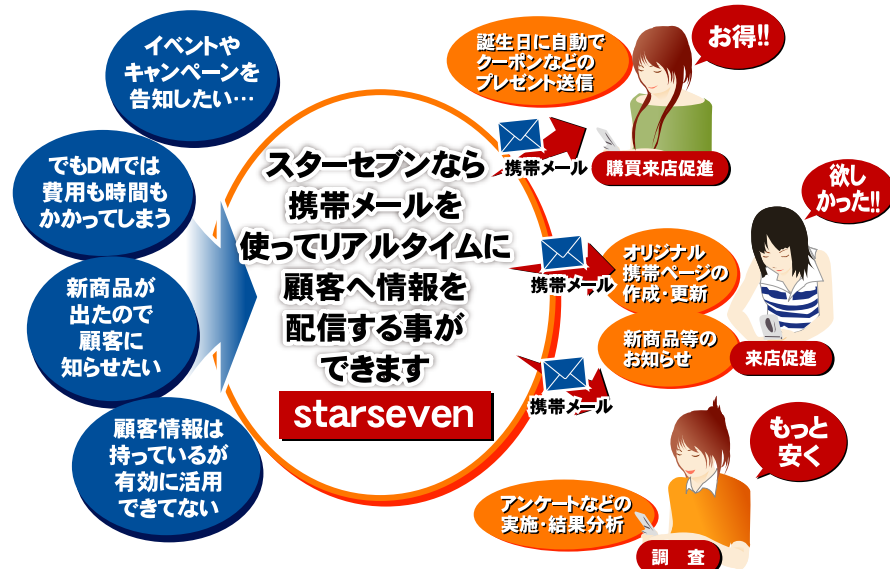 イベントや
キャンペーンを
告知したい…
でもDMでは
費用も時間も
かかってしまう
新商品が
出たので
顧客に
知らせたい
顧客情報は
持っているが
有効に活用
できてない
スターセブンなら
携帯メールを
使ってリアルタイムに
顧客へ情報を
配信する事が
できます
starseven
誕生日に自動で
クーポンなどの
プレゼント送信
お得!!
携帯メール
購買来店促進
欲し
かった!!
携帯メール
オリジナル
携帯ページの
作成・更新
新商品等の
お知らせ
来店促進
携帯メール
もっと
安く
アンケートなどの
実施・結果分析
調 査